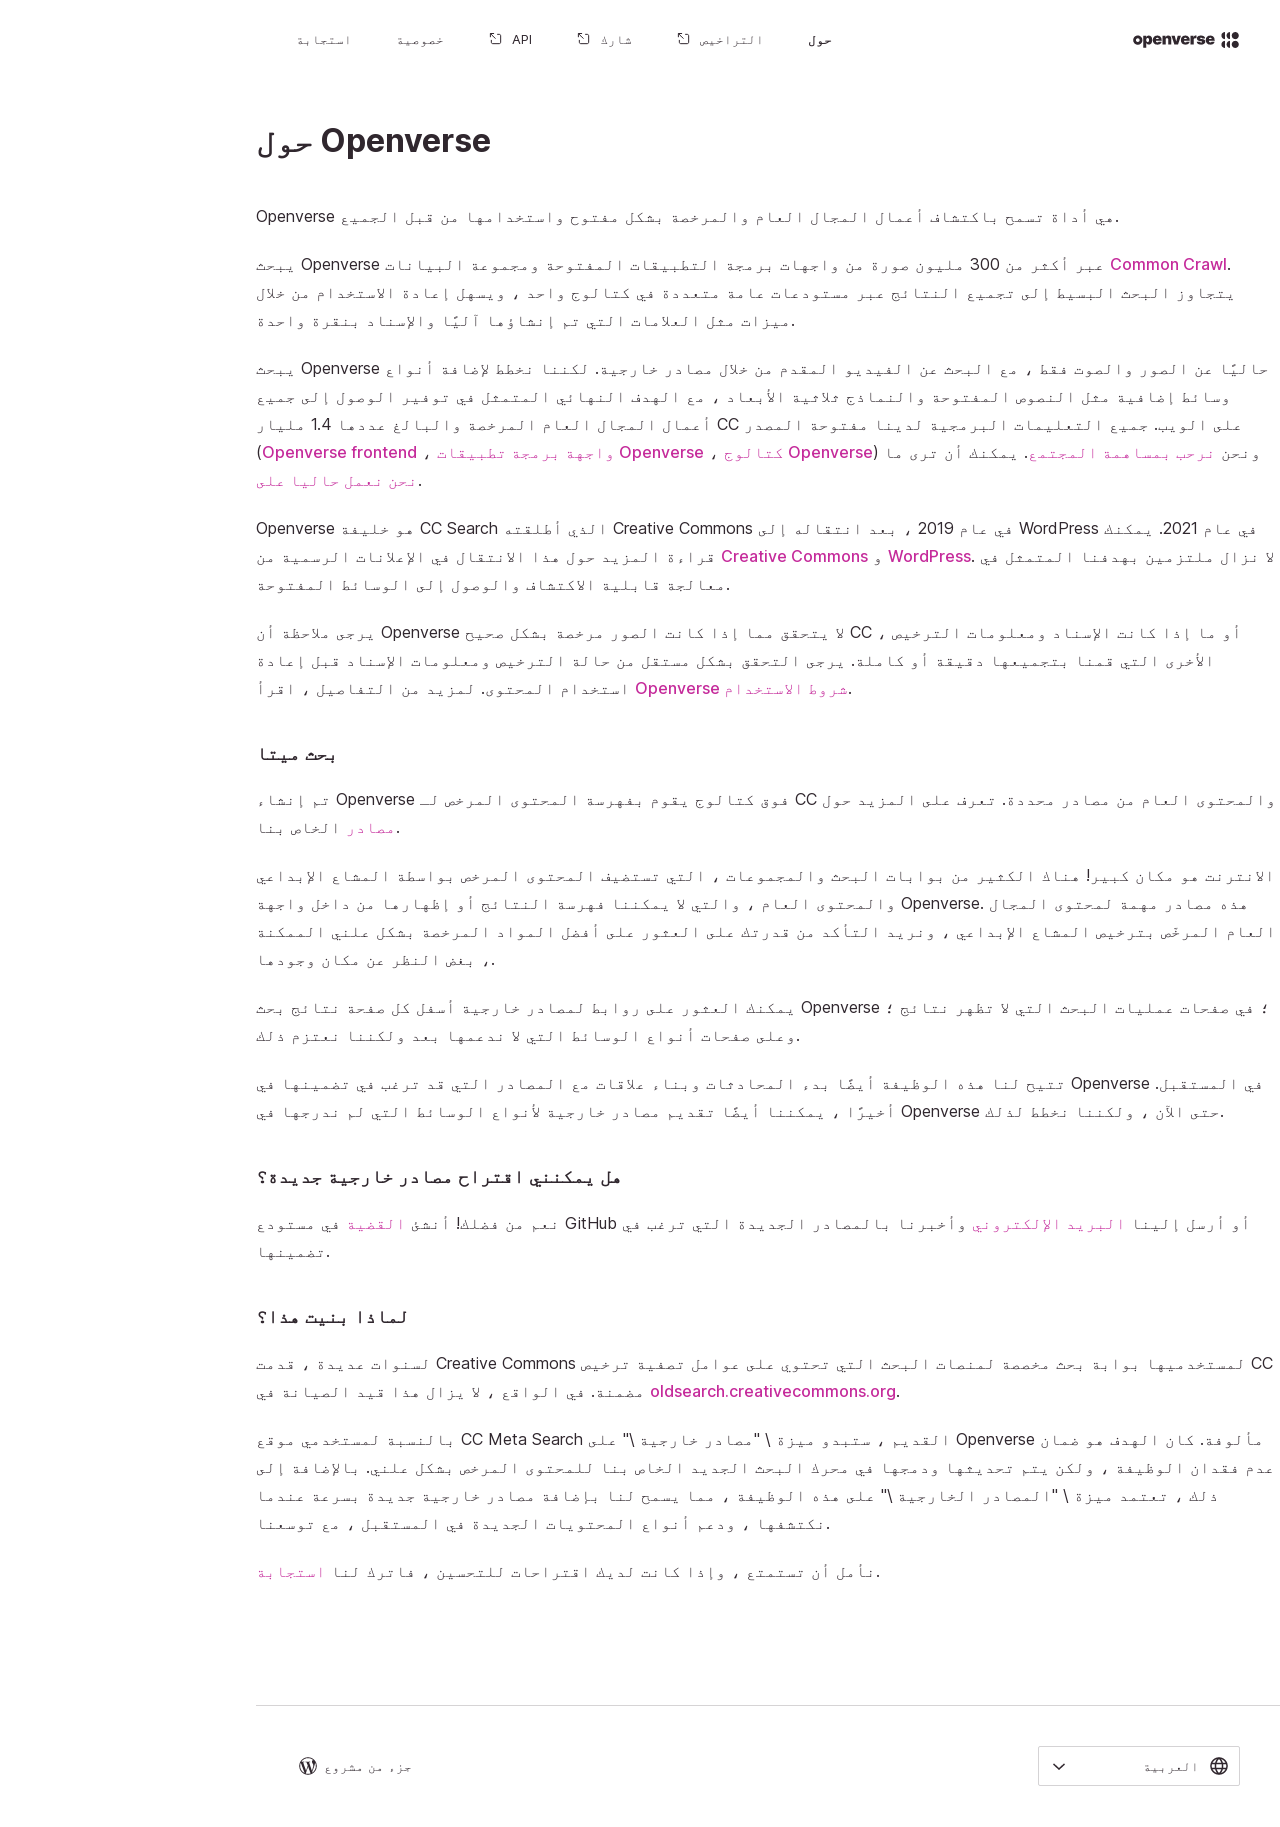 openverse
حول
التراخيص
شارك
API
خصوصية
استجابة
حول Openverse
Openverse هي أداة تسمح باكتشاف أعمال المجال العام والمرخصة بشكل مفتوح واستخدامها من قبل الجميع.
يبحث Openverse عبر أكثر من 300 مليون صورة من واجهات برمجة التطبيقات المفتوحة ومجموعة البيانات Common Crawl.
يتجاوز البحث البسيط إلى تجميع النتائج عبر مستودعات عامة متعددة في كتالوج واحد ، ويسهل إعادة الاستخدام من خلال
ميزات مثل العلامات التي تم إنشاؤها آليًا والإسناد بنقرة واحدة.
يبحث Openverse حاليًا عن الصور والصوت فقط ، مع البحث عن الفيديو المقدم من خلال مصادر خارجية. لكننا نخطط لإضافة أنواع
وسائط إضافية مثل النصوص المفتوحة والنماذج ثلاثية الأبعاد ، مع الهدف النهائي المتمثل في توفير الوصول إلى جميع
أعمال المجال العام المرخصة والبالغ عددها 1.4 مليار CC على الويب. جميع التعليمات البرمجية لدينا مفتوحة المصدر
(Openverse frontend ، واجهة برمجة تطبيقات Openverse ، كتالوج Openverse) ونحن نرحب بمساهمة المجتمع. يمكنك أن ترى ما
نحن نعمل حاليا على.
Openverse هو خليفة CC Search الذي أطلقته Creative Commons في عام 2019 ، بعد انتقاله إلى WordPress في عام 2021. يمكنك
قراءة المزيد حول هذا الانتقال في الإعلانات الرسمية من Creative Commons و WordPress. لا نزال ملتزمين بهدفنا المتمثل في
معالجة قابلية الاكتشاف والوصول إلى الوسائط المفتوحة.
يرجى ملاحظة أن Openverse لا يتحقق مما إذا كانت الصور مرخصة بشكل صحيح CC ، أو ما إذا كانت الإسناد ومعلومات الترخيص
الأخرى التي قمنا بتجميعها دقيقة أو كاملة. يرجى التحقق بشكل مستقل من حالة الترخيص ومعلومات الإسناد قبل إعادة
استخدام المحتوى. لمزيد من التفاصيل ، اقرأ Openverse شروط الاستخدام.
بحث ميتا
تم إنشاء Openverse فوق كتالوج يقوم بفهرسة المحتوى المرخص لـ CC والمحتوى العام من مصادر محددة. تعرف على المزيد حول
الخاص بنا مصادر.
الانترنت هو مكان كبير! هناك الكثير من بوابات البحث والمجموعات ، التي تستضيف المحتوى المرخص بواسطة المشاع الإبداعي
والمحتوى العام ، والتي لا يمكننا فهرسة النتائج أو إظهارها من داخل واجهة Openverse. هذه مصادر مهمة لمحتوى المجال
العام المرخّص بترخيص المشاع الإبداعي ، ونريد التأكد من قدرتك على العثور على أفضل المواد المرخصة بشكل علني الممكنة
، بغض النظر عن مكان وجودها.
يمكنك العثور على روابط لمصادر خارجية أسفل كل صفحة نتائج بحث Openverse ؛ في صفحات عمليات البحث التي لا تظهر نتائج ؛
وعلى صفحات أنواع الوسائط التي لا ندعمها بعد ولكننا نعتزم ذلك.
تتيح لنا هذه الوظيفة أيضًا بدء المحادثات وبناء علاقات مع المصادر التي قد ترغب في تضمينها في Openverse في المستقبل.
أخيرًا ، يمكننا أيضًا تقديم مصادر خارجية لأنواع الوسائط التي لم ندرجها في Openverse حتى الآن ، ولكننا نخطط لذلك.
هل يمكنني اقتراح مصادر خارجية جديدة؟
نعم من فضلك! أنشئ القضية في مستودع GitHub أو أرسل إلينا البريد الإلكتروني وأخبرنا بالمصادر الجديدة التي ترغب في
تضمينها.
لماذا بنيت هذا؟
لسنوات عديدة ، قدمت Creative Commons لمستخدميها بوابة بحث مخصصة لمنصات البحث التي تحتوي على عوامل تصفية ترخيص CC
مضمنة. في الواقع ، لا يزال هذا قيد الصيانة في oldsearch.creativecommons.org.
بالنسبة لمستخدمي موقع CC Meta Search القديم ، ستبدو ميزة \ "مصادر خارجية \" على Openverse مألوفة. كان الهدف هو ضمان
عدم فقدان الوظيفة ، ولكن يتم تحديثها ودمجها في محرك البحث الجديد الخاص بنا للمحتوى المرخص بشكل علني. بالإضافة إلى
ذلك ، تعتمد ميزة \ "المصادر الخارجية \" على هذه الوظيفة ، مما يسمح لنا بإضافة مصادر خارجية جديدة بسرعة عندما
نكتشفها ، ودعم أنواع المحتويات الجديدة في المستقبل ، مع توسعنا.
نأمل أن تستمتع ، وإذا كانت لديك اقتراحات للتحسين ، فاترك لنا استجابة.
العربية
جزء من مشروع